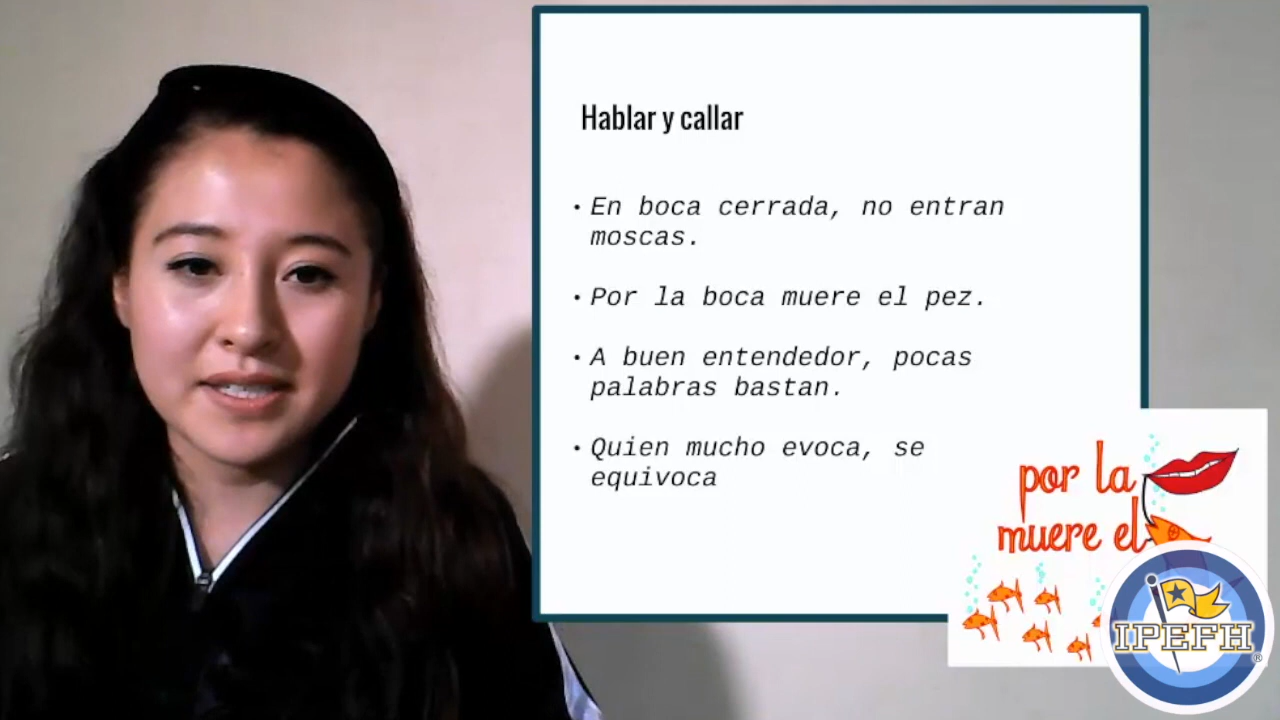 Hablar y callar
• En boca cerrada, no entran
moscas.
• Por la boca muere el pez.
• A buen entendedor, pocas
palabras bastan.
• Quien mucho evoca, se
equivoca
por la
muere el
IPEFH
®